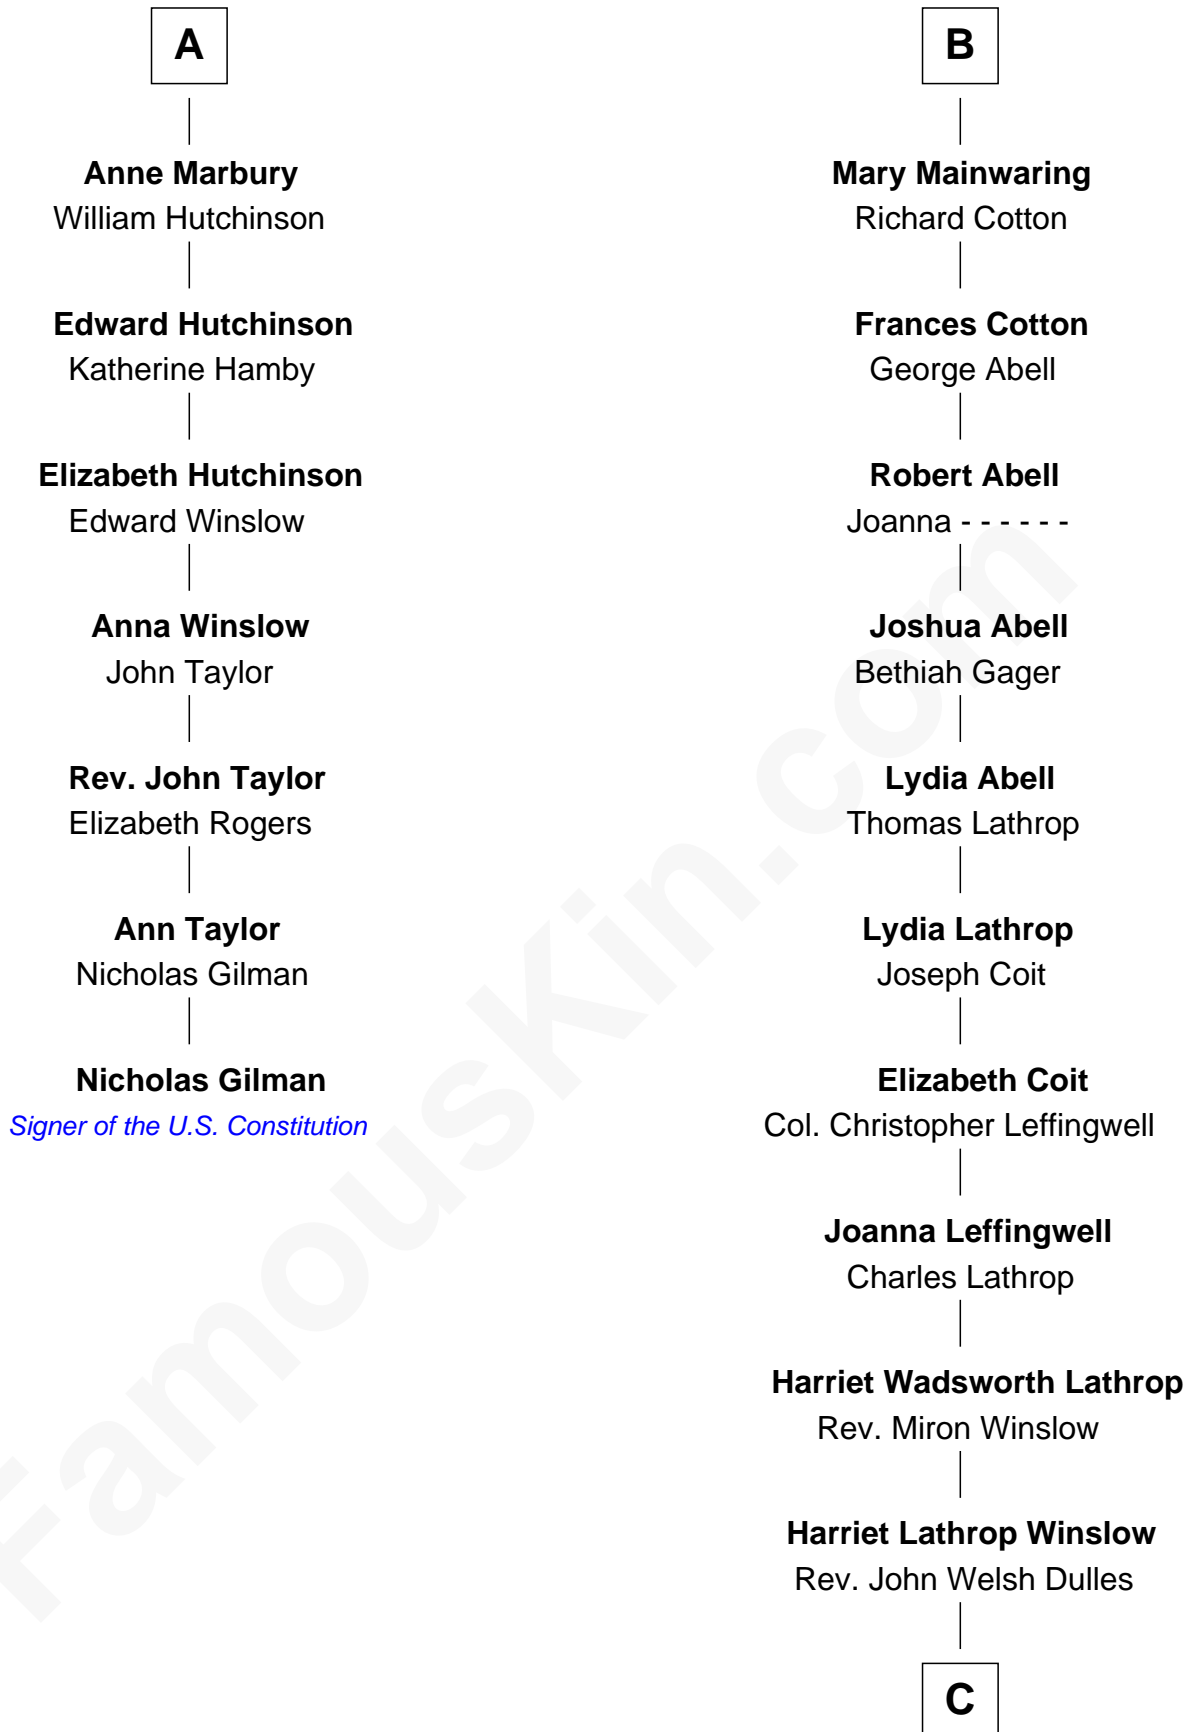 A
Anne Marbury
William Hutchinson
Edward Hutchinson
Katherine Hamby
Elizabeth Hutchinson
Edward Winslow
Anna Winslow
John Taylor
Rev. John Taylor
Elizabeth Rogers
Ann Taylor
Nicholas Gilman
Nicholas Gilman
Signer of the U.S. Constitution
B
Mary Mainwaring
Richard Cotton
Frances Cotton
George Abell
Robert Abell
Joanna - - - - - -
Joshua Abell
Bethiah Gager
Lydia Abell
Thomas Lathrop
Lydia Lathrop
Joseph Coit
Elizabeth Coit
Col. Christopher Leffingwell
Joanna Leffingwell
Charles Lathrop
Harriet Wadsworth Lathrop
Rev. Miron Winslow
Harriet Lathrop Winslow
Rev. John Welsh Dulles
C
FamousKin.com